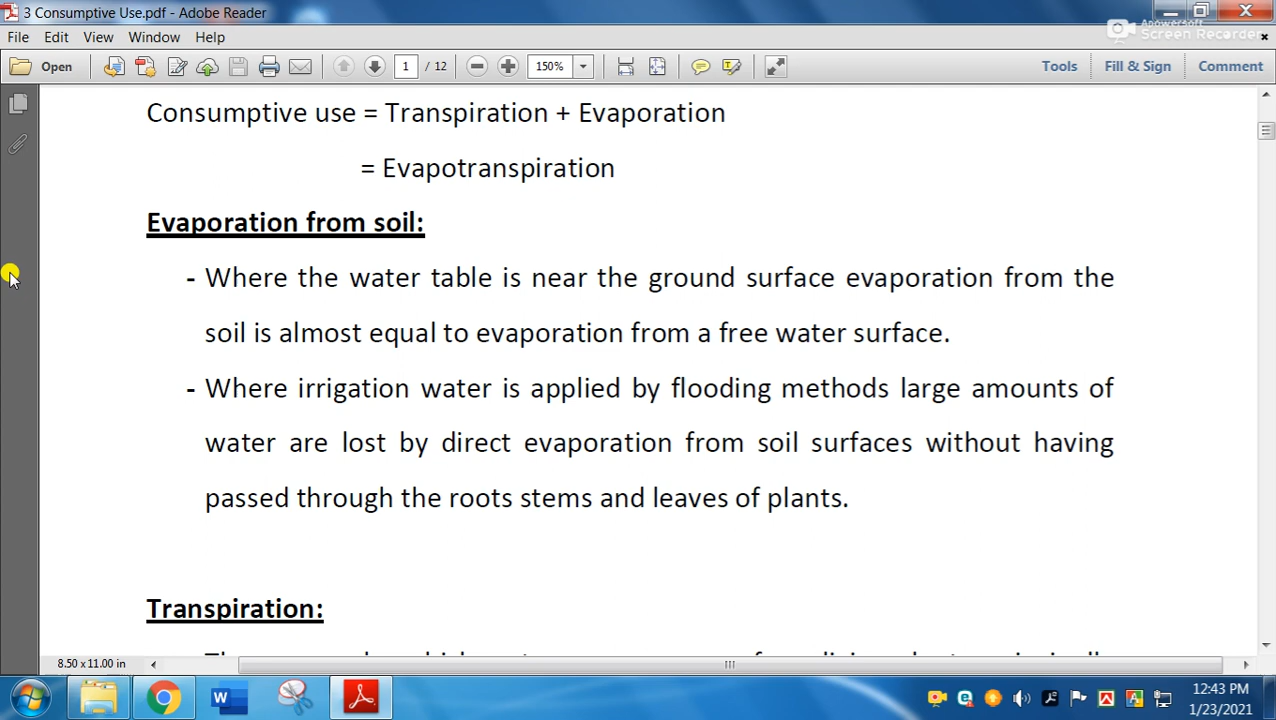 3 Consumptive Use.pdf - Adobe Reader
Apowersoft
Screen Recorder
File Edit View Window Help
Open 1 / 12 150% Tools Fill & Sign Comment
Consumptive use = Transpiration + Evaporation
= Evapotranspiration
Evaporation from soil:
- Where the water table is near the ground surface evaporation from the
soil is almost equal to evaporation from a free water surface.
- Where irrigation water is applied by flooding methods large amounts of
water are lost by direct evaporation from soil surfaces without having
passed through the roots stems and leaves of plants.
Transpiration:
8.50 x 11.00 in
12:43 PM
1/23/2021